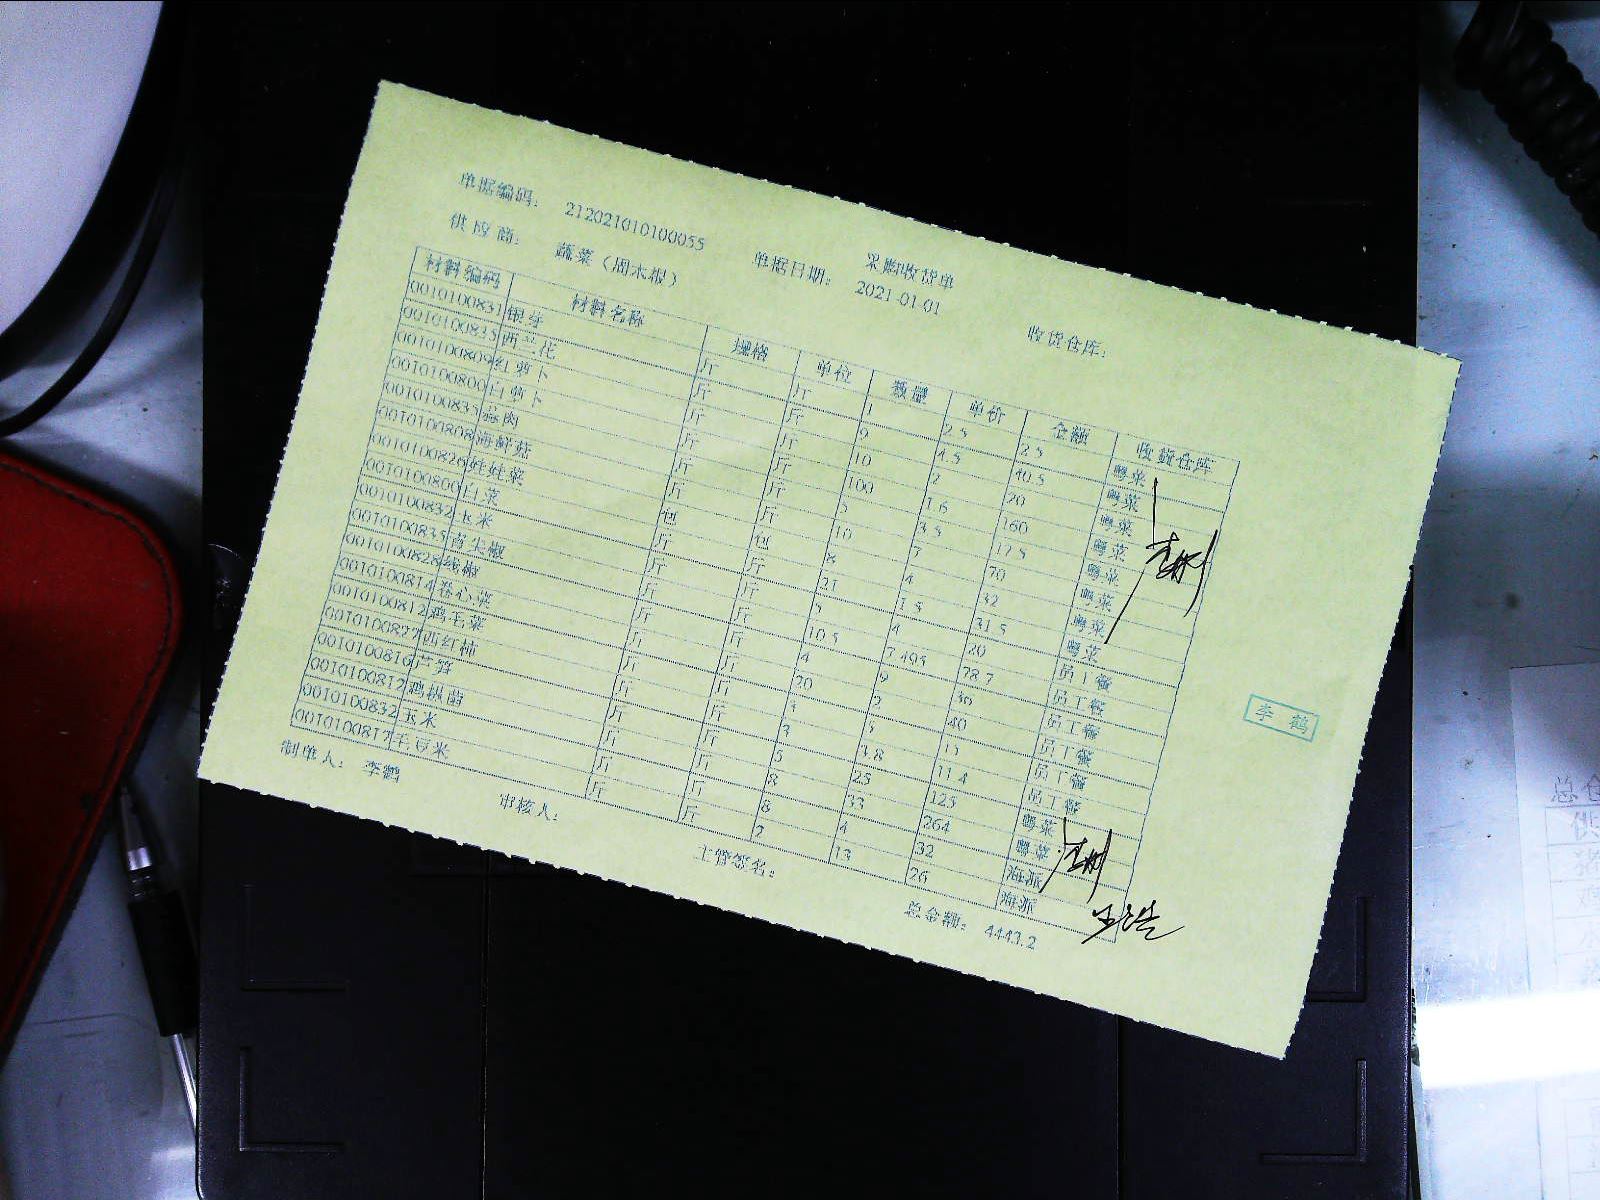 采购收货单
单据编码: 212021010100055 单据日期: 2021-01-01 收货仓库:
供应商: 蔬菜(周末报)
材料编码 材料名称 规格 单位 数量 单价 金额 收货仓库
0010100831 银芽 斤 斤 1 2.5 2.5 粤菜
0010100835 西兰花 斤 斤 9 4.5 40.5 粤菜
0010100809 红萝卜 斤 斤 10 2 20 粤菜
0010100800 白萝卜 斤 斤 100 1.6 160 粤菜
0010100835 蒜肉 斤 斤 5 3.5 17.5 粤菜
0010100808 海鲜菇 斤 斤 10 7 70 粤菜
0010100826 娃娃菜 包 包 8 4 32 粤菜
0010100800 白菜 斤 斤 21 1.5 31.5 粤菜
0010100832 玉米 斤 斤 5 4 20 员工餐
0010100835 青尖椒 斤 斤 10.5 7.495 78.7 员工餐
0010100828 线椒 斤 斤 4 9 36 员工餐
0010100814 卷心菜 斤 斤 20 2 40 员工餐
0010100812 鸡毛菜 斤 斤 3 5 15 员工餐
0010100827 西红柿 斤 斤 3 3.8 11.4 员工餐
0010100816 芦笋 斤 斤 5 25 125 粤菜
0010100812 鸡枞菌 斤 斤 8 33 264 粤菜
0010100832 玉米 斤 斤 8 4 32 海派
0010100817 毛豆米 斤 斤 2 13 26 海派
制单人: 李鹤 审核人: 主管签名: 总金额: 4443.2
李鹤